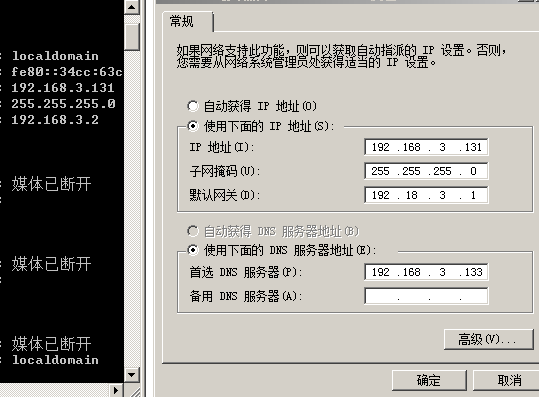 localdomain
fe80::34cc:63c
192.168.3.131
255.255.255.0
192.168.3.2
媒体已断开
媒体已断开
媒体已断开
localdomain
常规
如果网络支持此功能，则可以获取自动指派的 IP 设置。否则，
您需要从网络系统管理员处获得适当的 IP 设置。
自动获得 IP 地址(O)
使用下面的 IP 地址(S):
IP 地址(I): 192 .168 . 3 .131
子网掩码(U): 255 .255 .255 . 0
默认网关(D): 192 . 18 . 3 . 1
自动获得 DNS 服务器地址(B)
使用下面的 DNS 服务器地址(E):
首选 DNS 服务器(P): 192 .168 . 3 .133
备用 DNS 服务器(A): . . .
高级(V)...
确定 取消